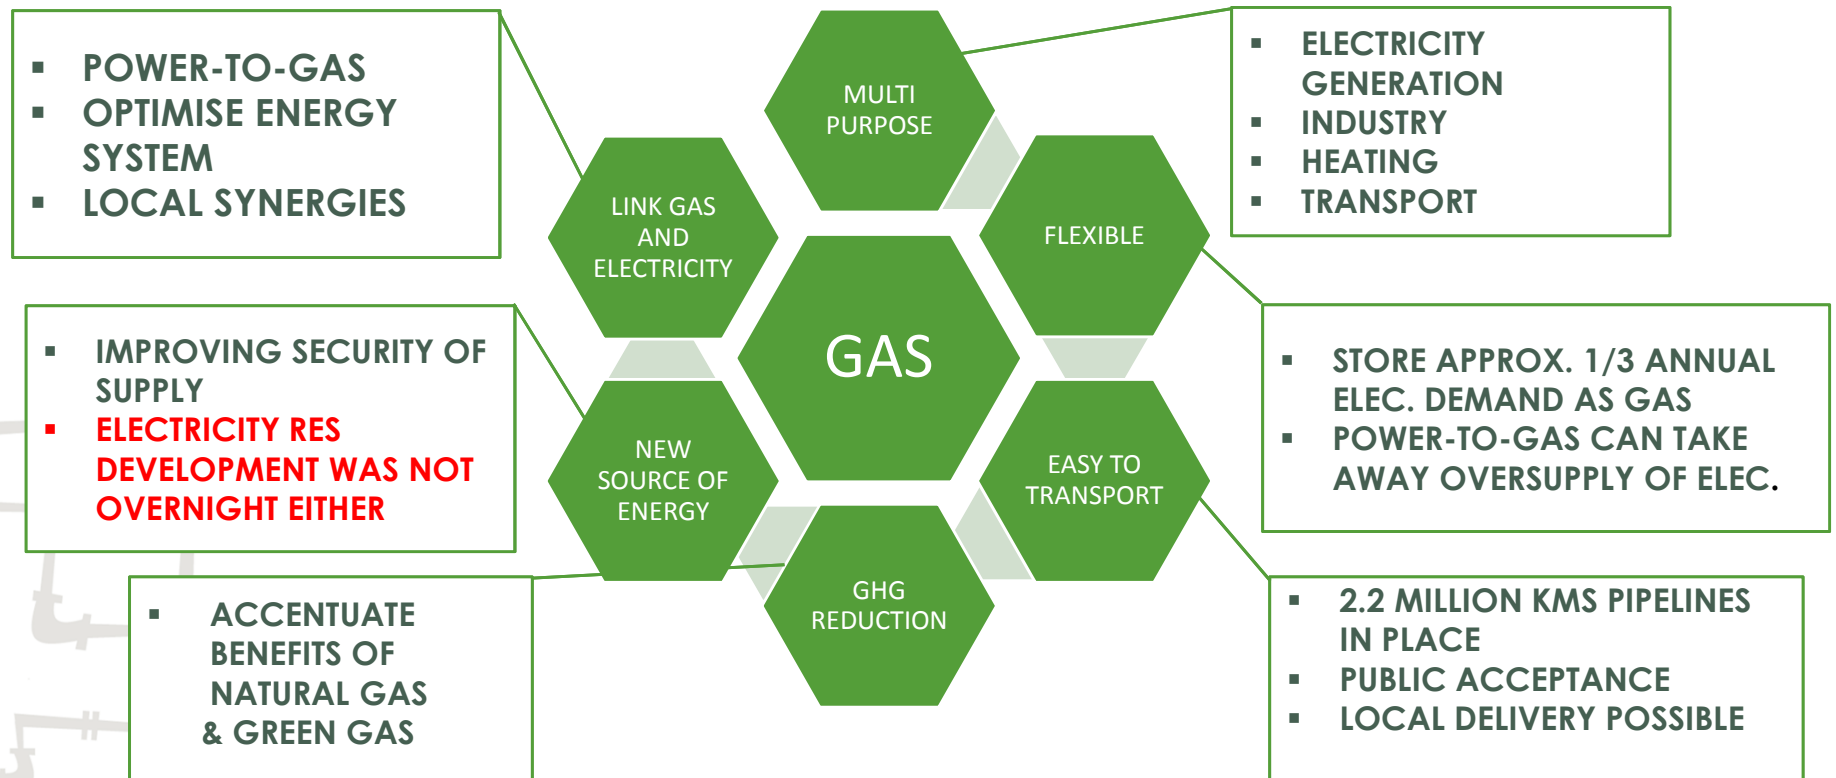 ▪ POWER-TO-GAS
▪ OPTIMISE ENERGY
SYSTEM
▪ LOCAL SYNERGIES
MULTI
PURPOSE
▪ ELECTRICITY
GENERATION
▪ INDUSTRY
▪ HEATING
▪ TRANSPORT
LINK GAS
AND
ELECTRICITY
FLEXIBLE
GAS
▪ IMPROVING SECURITY OF
SUPPLY
▪ ELECTRICITY RES
DEVELOPMENT WAS NOT
OVERNIGHT EITHER
▪ STORE APPROX. 1/3 ANNUAL
ELEC. DEMAND AS GAS
▪ POWER-TO-GAS CAN TAKE
AWAY OVERSUPPLY OF ELEC.
NEW
SOURCE OF
ENERGY
EASY TO
TRANSPORT
GHG
REDUCTION
▪ ACCENTUATE
BENEFITS OF
NATURAL GAS
& GREEN GAS
▪ 2.2 MILLION KMS PIPELINES
IN PLACE
▪ PUBLIC ACCEPTANCE
▪ LOCAL DELIVERY POSSIBLE